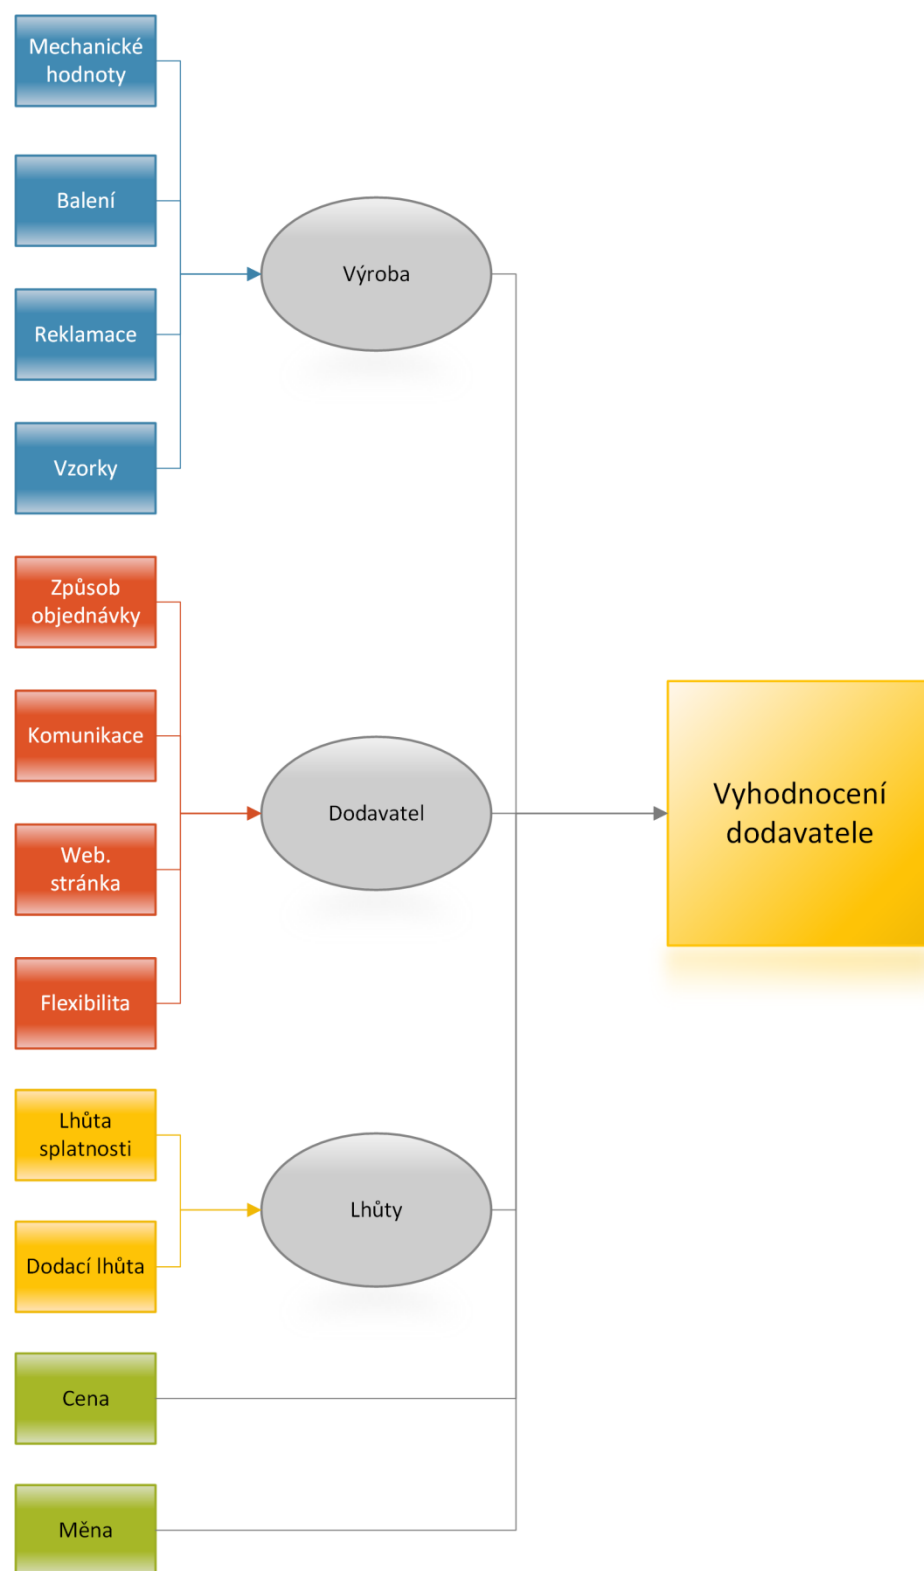 Mechanické
hodnoty
Balení
Výroba
Reklamace
Vzorky
Způsob
objednávky
Komunikace
Dodavatel
Web.
stránka
Flexibilita
Vyhodnocení
dodavatele
Lhůta
splatnosti
Lhůty
Dodací lhůta
Cena
Měna